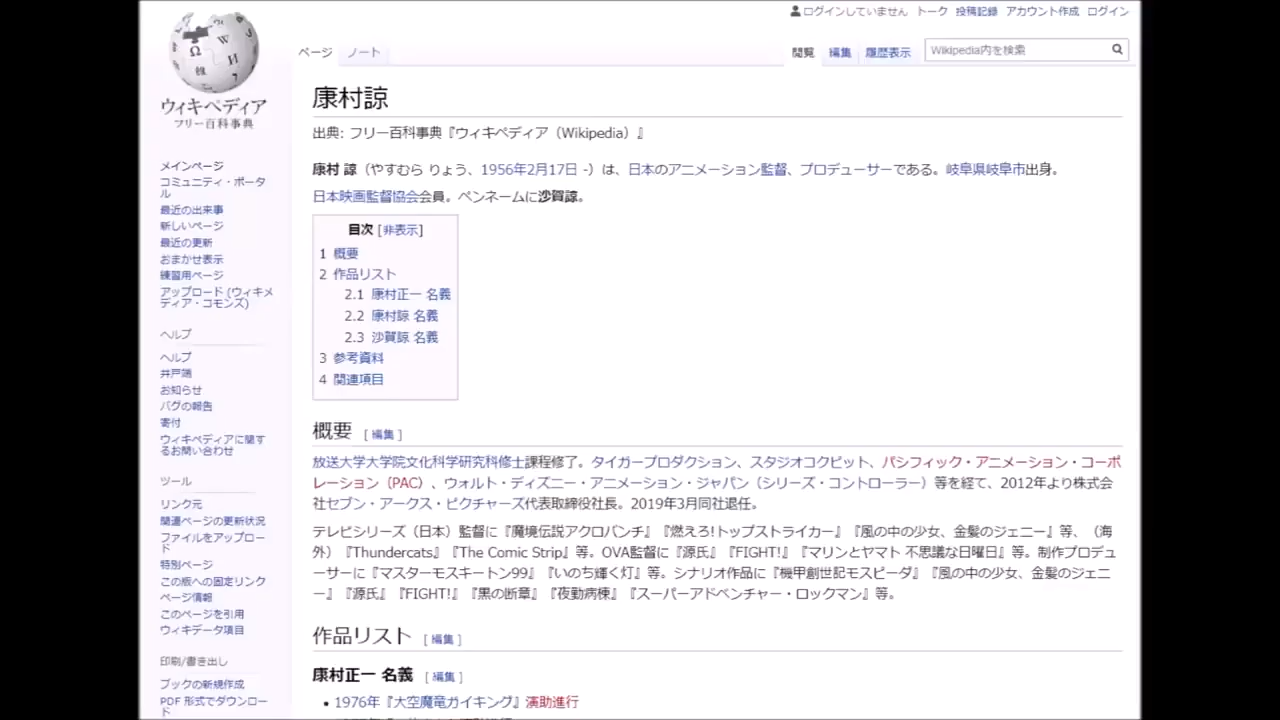 ログインしていません トーク 投稿記録 アカウント作成 ログイン
ページ ノート 閲覧 編集 履歴表示 Wikipedia内を検索
ウィキペディア
フリー百科事典
メインページ
コミュニティ・ポータ
ル
最近の出来事
新しいページ
最近の更新
おまかせ表示
練習用ページ
アップロード (ウィキメ
ディア・コモンズ)
ヘルプ
ヘルプ
井戸端
お知らせ
バグの報告
寄付
ウィキペディアに関す
るお問い合わせ
ツール
リンク元
関連ページの更新状況
ファイルをアップロー
ド
特別ページ
この版への固定リンク
ページ情報
このページを引用
ウィキデータ項目
印刷/書き出し
ブックの新規作成
PDF 形式でダウンロー
ド
康村諒
出典: フリー百科事典『ウィキペディア（Wikipedia）』
康村 諒（やすむら りょう、1956年2月17日 -）は、日本のアニメーション監督、プロデューサーである。岐阜県岐阜市出身。
日本映画監督協会会員。ペンネームに沙賀諒。
目次 [非表示]
1 概要
2 作品リスト
2.1 康村正一 名義
2.2 康村諒 名義
2.3 沙賀諒 名義
3 参考資料
4 関連項目
概要 [ 編集 ]
放送大学大学院文化科学研究科修士課程修了。タイガープロダクション、スタジオコクピット、パシフィック・アニメーション・コーポ
レーション（PAC）、ウォルト・ディズニー・アニメーション・ジャパン（シリーズ・コントローラー）等を経て、2012年より株式会
社セブン・アークス・ピクチャーズ代表取締役社長。2019年3月同社退任。
テレビシリーズ（日本）監督に『魔境伝説アクロバンチ』『燃えろ!トップストライカー』『風の中の少女、金髪のジェニー』等、（海
外）『Thundercats』『The Comic Strip』等。OVA監督に『源氏』『FIGHT!』『マリンとヤマト 不思議な日曜日』等。制作プロデュ
ーサーに『マスターモスキートン99』『いのち輝く灯』等。シナリオ作品に『機甲創世記モスピーダ』『風の中の少女、金髪のジェニ
ー』『源氏』『FIGHT!』『黒の断章』『夜勤病棟』『スーパーアドベンチャー・ロックマン』等。
作品リスト [ 編集 ]
康村正一 名義 [ 編集 ]
• 1976年『大空魔竜ガイキング』演助進行